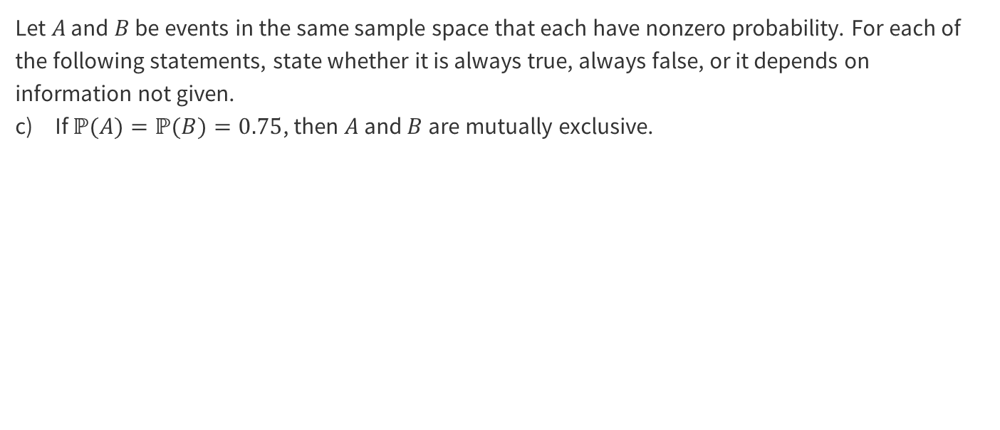 Let A and B be events in the same sample space that each have nonzero probability. For each of
the following statements, state whether it is always true, always false, or it depends on
information not given.
c) If ℙ(A) = ℙ(B) = 0.75, then A and B are mutually exclusive.